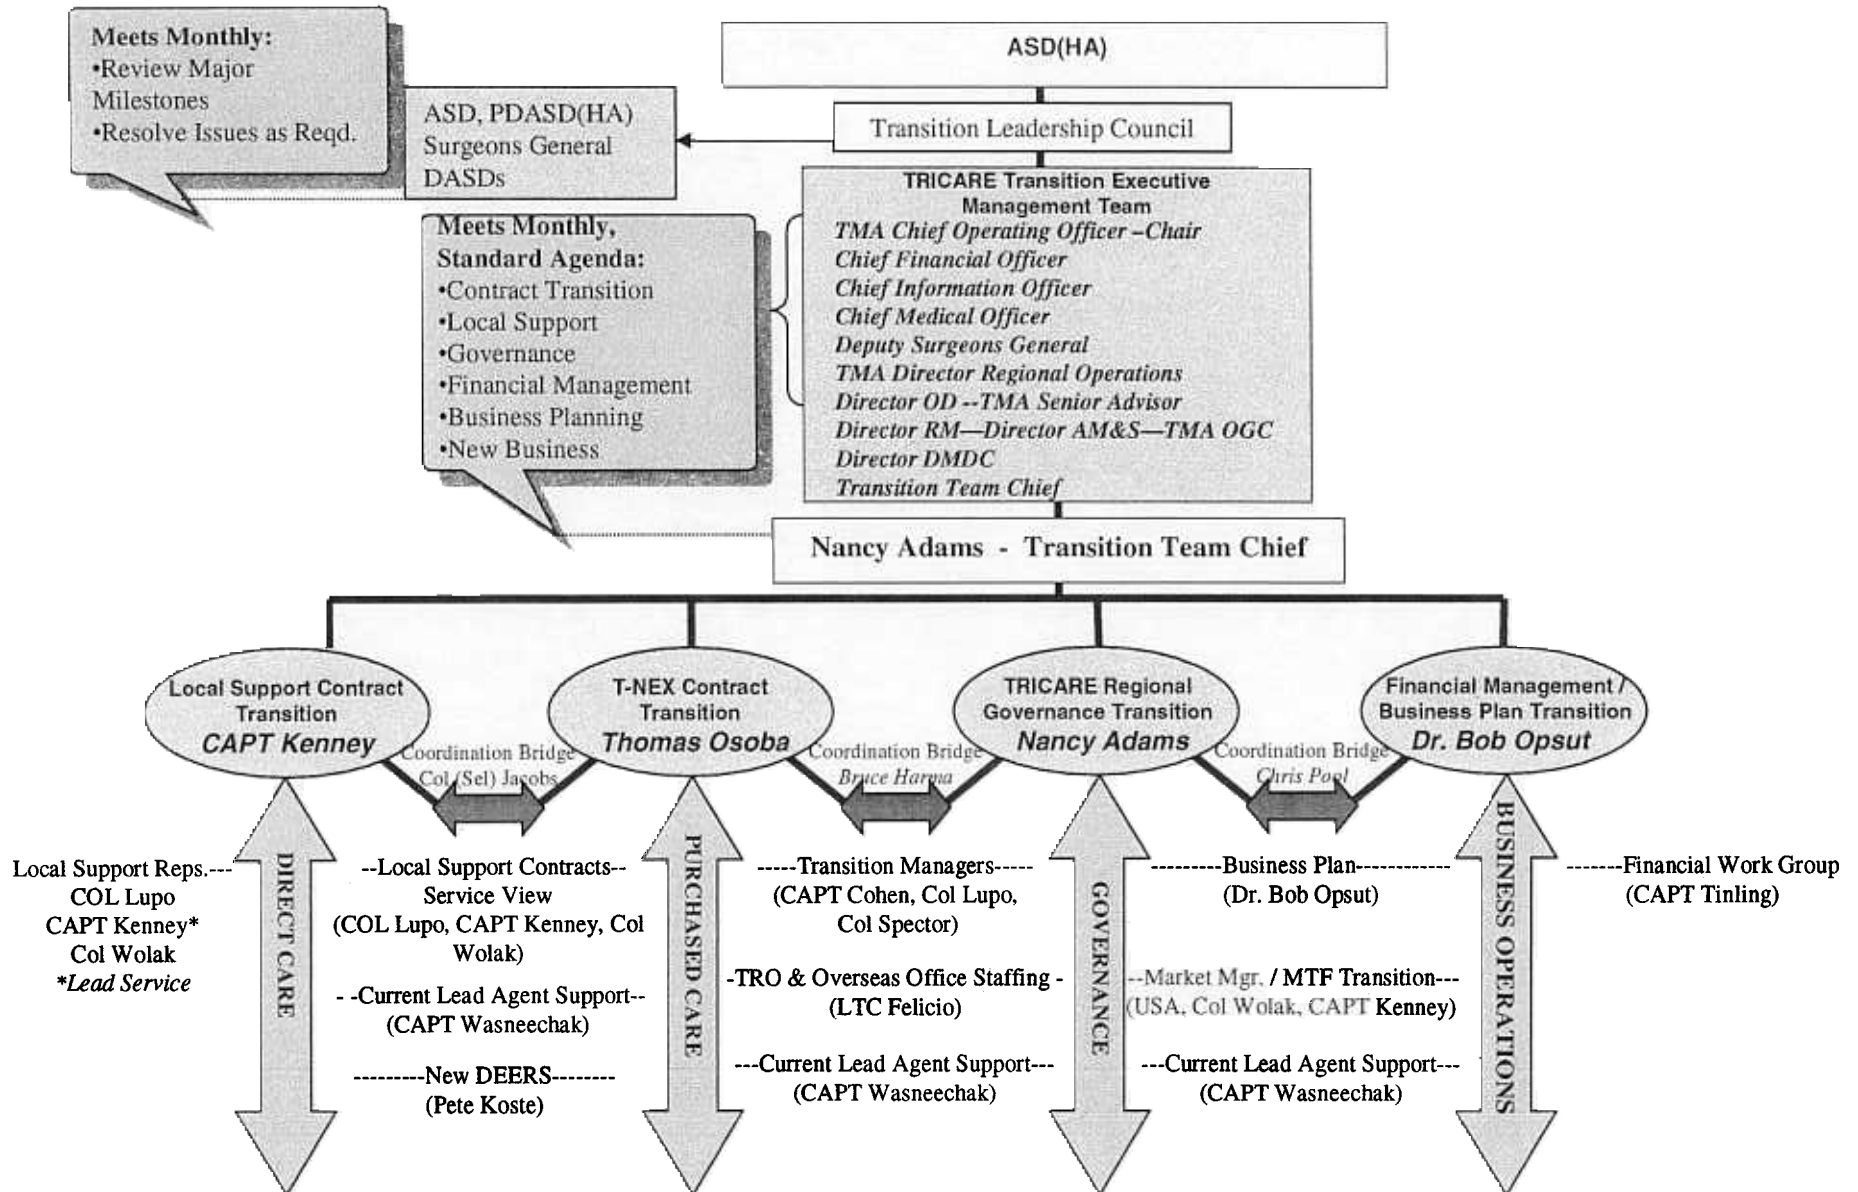 Meets Monthly:
•Review Major
Milestones
•Resolve Issues as Reqd.
ASD(HA)
ASD, PDASD(HA)
Surgeons General
DASDs
Transition Leadership Council
TRICARE Transition Executive
Management Team
TMA Chief Operating Officer –Chair
Chief Financial Officer
Chief Information Officer
Chief Medical Officer
Deputy Surgeons General
TMA Director Regional Operations
Director OD --TMA Senior Advisor
Director RM—Director AM&S—TMA OGC
Director DMDC
Transition Team Chief
Meets Monthly,
Standard Agenda:
•Contract Transition
•Local Support
•Governance
•Financial Management
•Business Planning
•New Business
Nancy Adams - Transition Team Chief
Local Support Contract
Transition
CAPT Kenney
Coordination Bridge
Col (Sel) Jacobs
T-NEX Contract
Transition
Thomas Osoba
Coordination Bridge
Bruce Harma
TRICARE Regional
Governance Transition
Nancy Adams
Coordination Bridge
Chris Pool
Financial Management /
Business Plan Transition
Dr. Bob Opsut
Local Support Reps.---
COL Lupo
CAPT Kenney*
Col Wolak
*Lead Service
DIRECT CARE
--Local Support Contracts--
Service View
(COL Lupo, CAPT Kenney, Col
Wolak)
- -Current Lead Agent Support--
(CAPT Wasneechak)
---------New DEERS--------
(Pete Koste)
PURCHASED CARE
-----Transition Managers-----
(CAPT Cohen, Col Lupo,
Col Spector)
-TRO & Overseas Office Staffing -
(LTC Felicio)
---Current Lead Agent Support---
(CAPT Wasneechak)
GOVERNANCE
--------Business Plan------------
(Dr. Bob Opsut)
--Market Mgr. / MTF Transition---
(USA, Col Wolak, CAPT Kenney)
---Current Lead Agent Support---
(CAPT Wasneechak)
BUSINESS OPERATIONS
-------Financial Work Group
(CAPT Tinling)